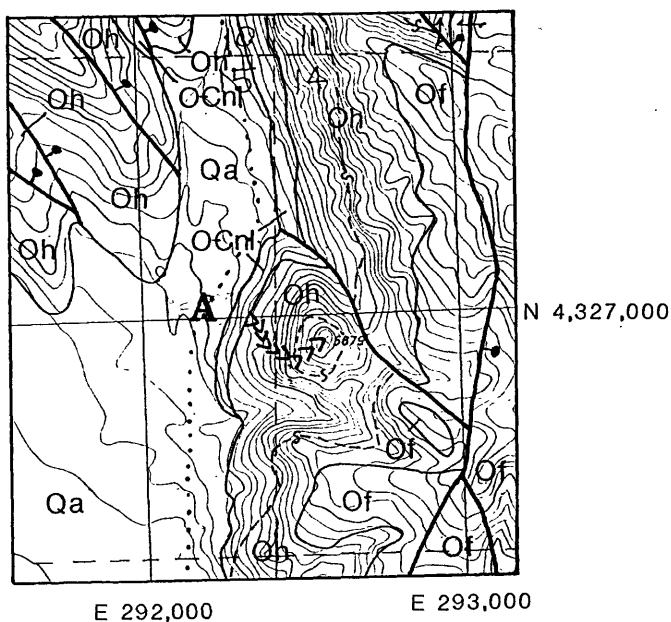 Oh
Oh
Of
OCnl
Oh
Oh
Qa
Oh
OCnl
Oh
Oh
A
N 4,327,000
6879
Of
Of
Qa
Of
Oh
Of
E 292,000
E 293,000